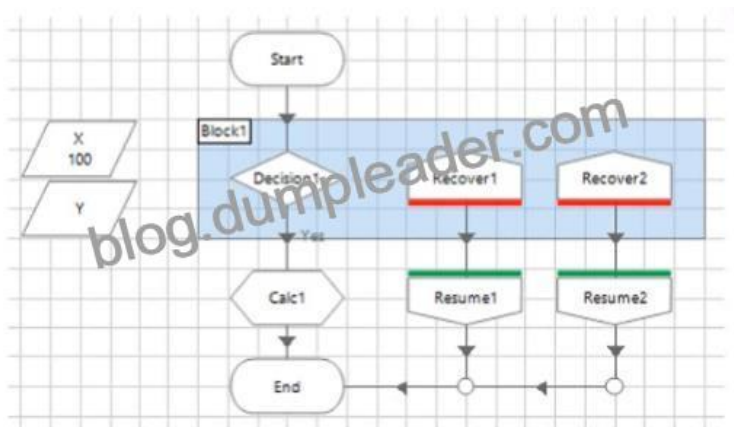 Start
Block1
X
100
Decision1
Recover1
Recover2
Y
Yes
Calc1
Resume1
Resume2
End
blog.dumpleader.com